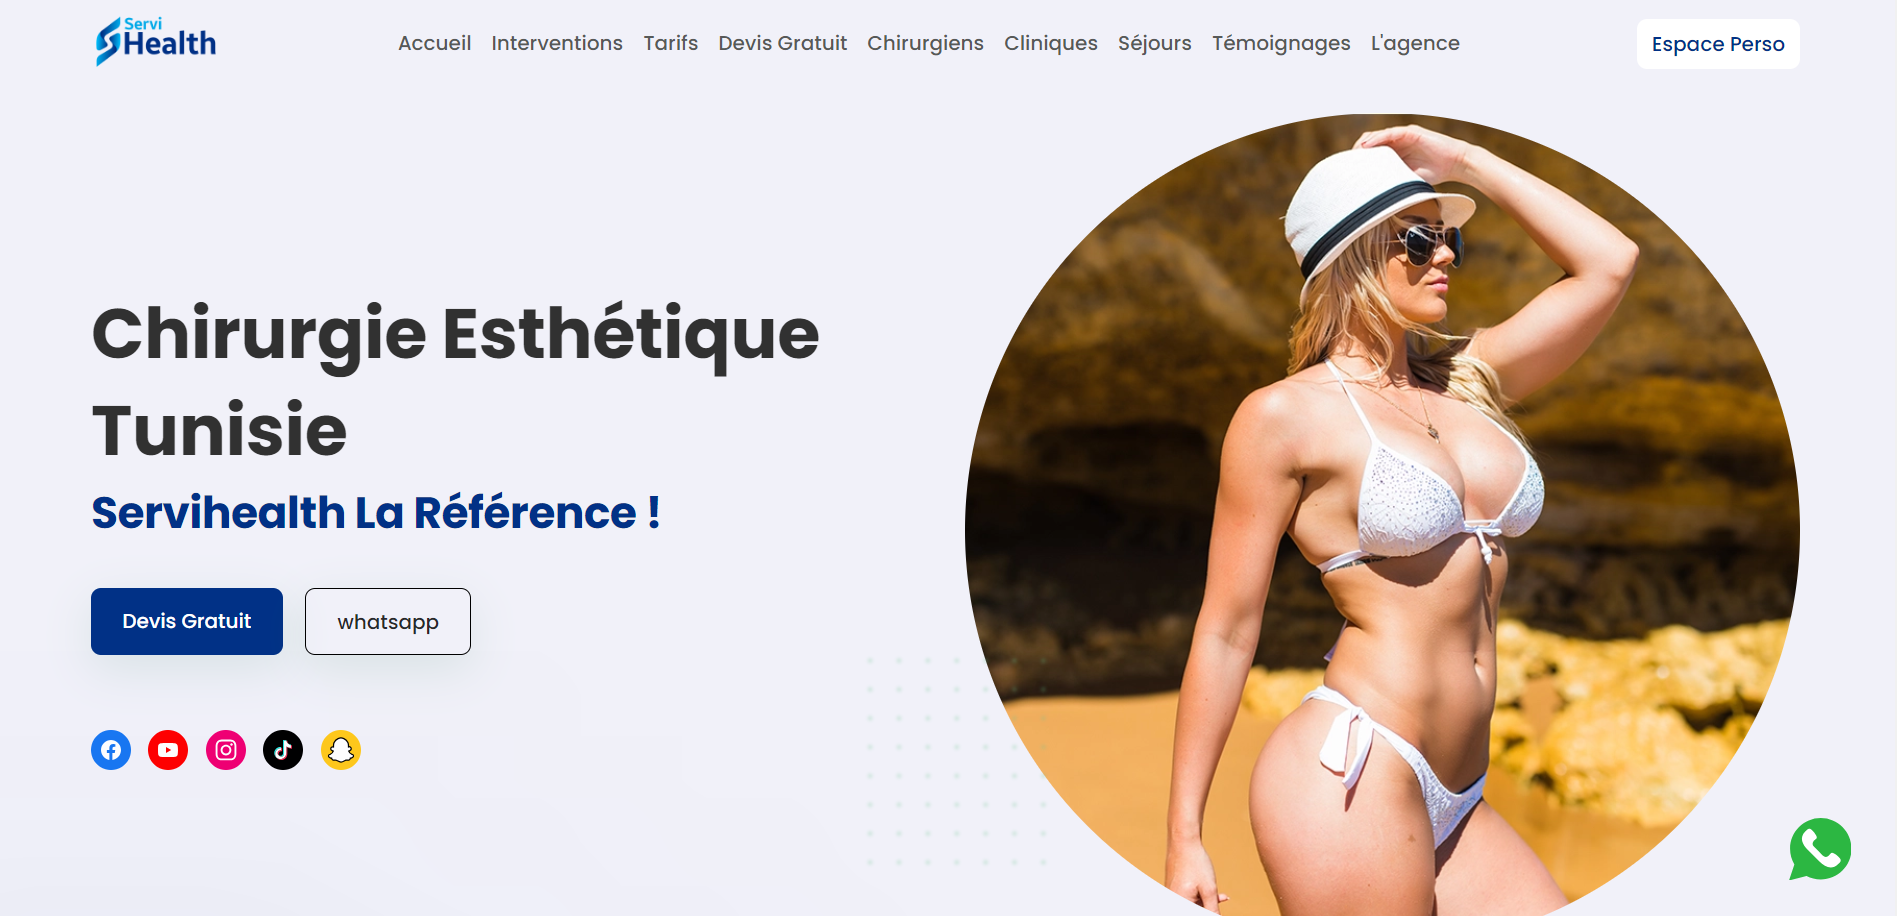 Servi
Health
Accueil Interventions Tarifs Devis Gratuit Chirurgiens Cliniques Séjours Témoignages L'agence
Espace Perso
Chirurgie Esthétique
Tunisie
Servihealth La Référence !
Devis Gratuit
whatsapp